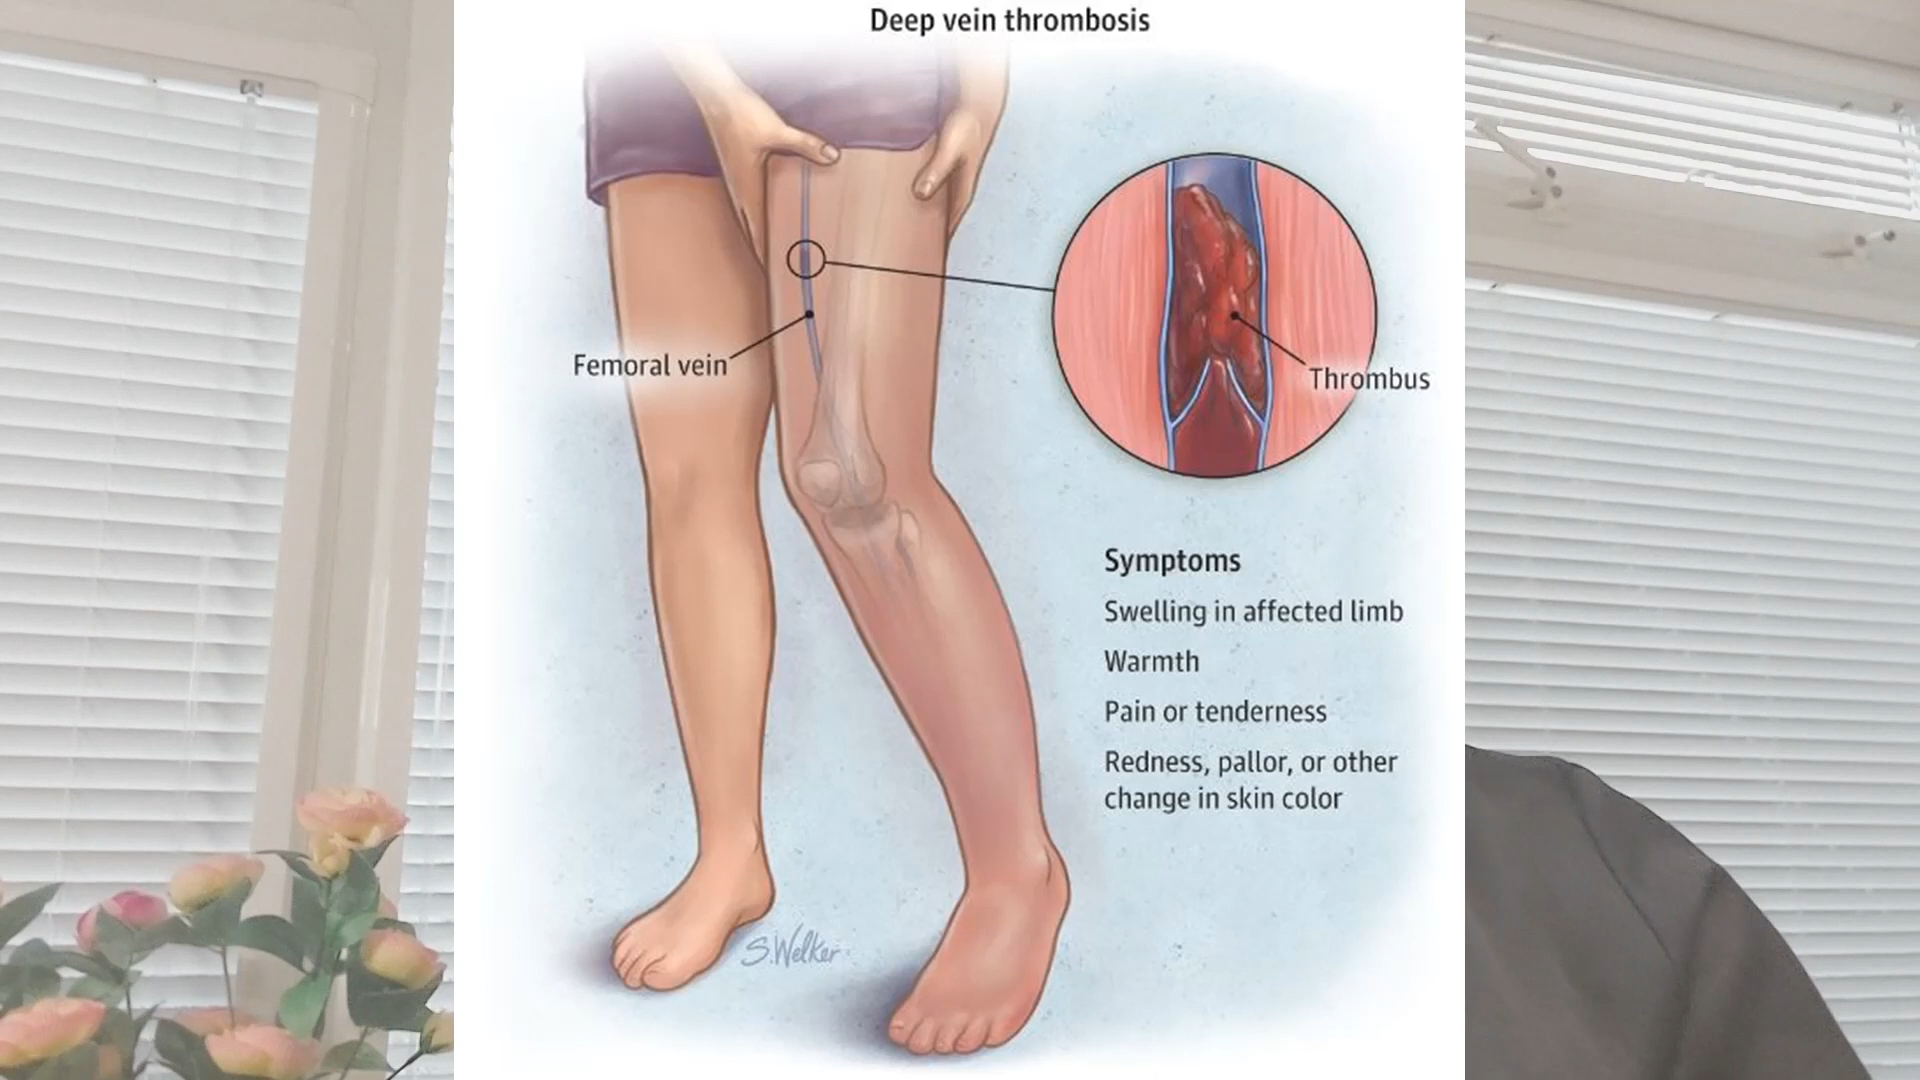 Deep vein thrombosis
Femoral vein
Thrombus
Symptoms
Swelling in affected limb
Warmth
Pain or tenderness
Redness, pallor, or other
change in skin color
S.Welker